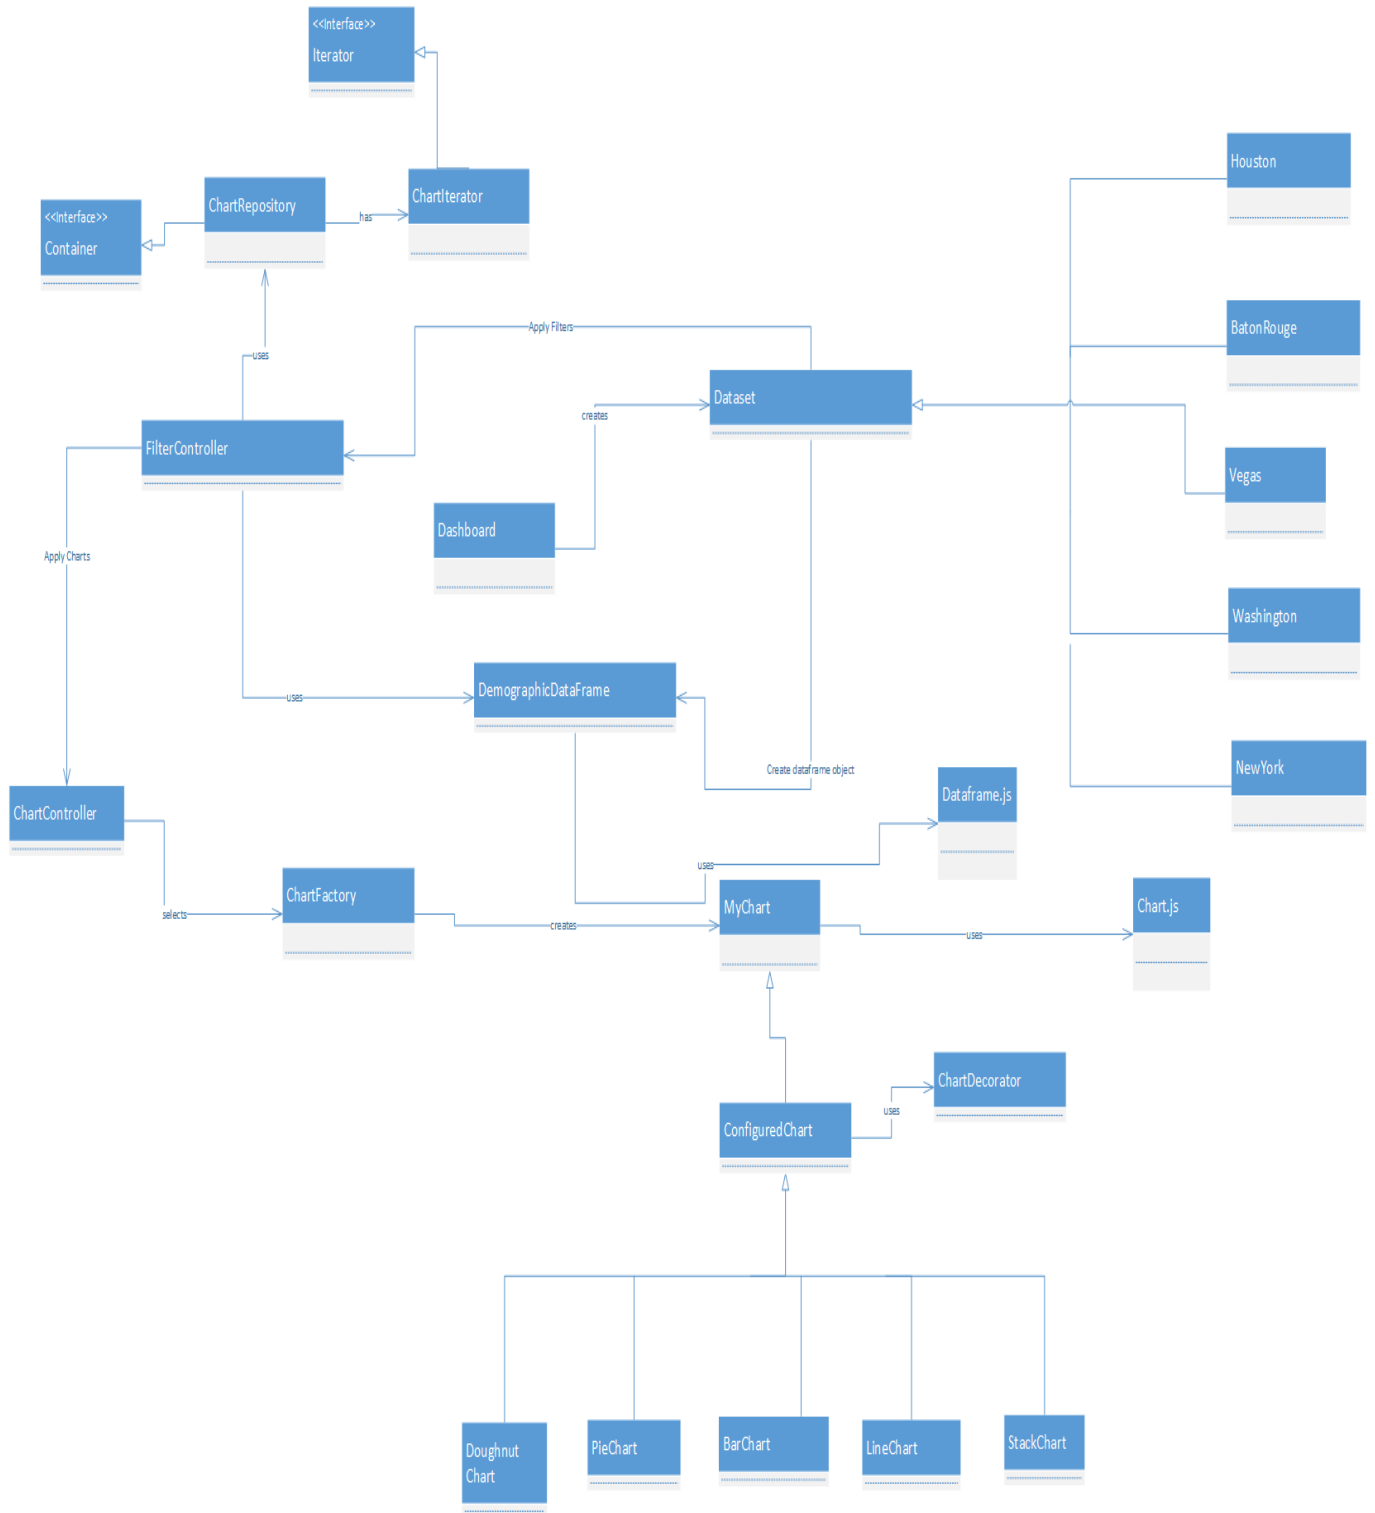 <<Interface>>
Iterator
Houston
ChartIterator
ChartRepository
<<Interface>>
has
Container
Apply Filters
BatonRouge
uses
Dataset
creates
FilterController
Vegas
Dashboard
Apply Charts
Washington
DemographicDataFrame
uses
NewYork
Create dataframe object
Dataframe.js
ChartController
uses
ChartFactory
MyChart
Chart.js
selects
creates
uses
ChartDecorator
uses
ConfiguredChart
Doughnut
Chart
PieChart
BarChart
LineChart
StackChart